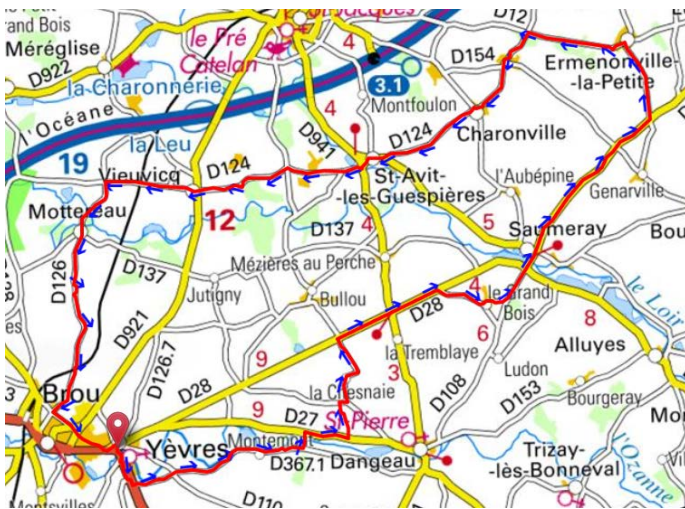 Grand Bois
Méréglise
D922
le Pré
Catelan
4
D12
D154
Ermenonville-
-la-Petite
la Charonnerie
3.1
Montfoulon
l'Océane
la Leu
4
D941
D124
Charonville
19
Vieuvicq
D124
St-Avit-
-les-Guespières
l'Aubépine
Genarville
Mottereau
12
D137
4
5
Saumeray
Bou
D126
D137
Mézières au Perche
le Loir
Jutigny
Bullou
4
le Grand
Bois
D28
6
8
D921
D126.7
9
la Tremblaye
Alluyes
D28
la Chesnaie
3
D108
Ludon
D153
Bourgeray
Brou
9
D27
St-Pierre
Mo
Yèvres
Montemont
D367.1
Dangeau
Trizay-
-lès-Bonneval
l'Ozanne
Montsvilles
D110